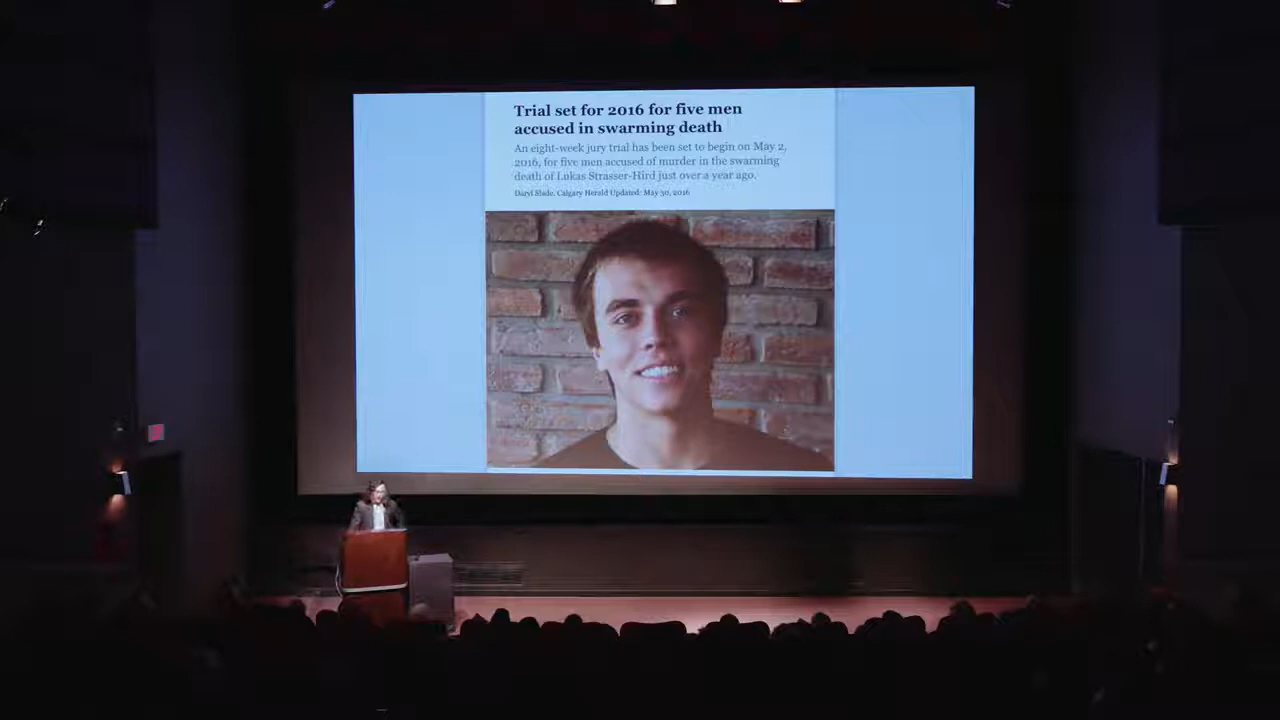 Trial set for 2016 for five men
accused in swarming death
An eight-week jury trial has been set to begin on May 2,
2016, for five men accused of murder in the swarming
death of Lukas Strasser-Hird just over a year ago.
Daryl Slade, Calgary Herald Updated: May 30, 2016